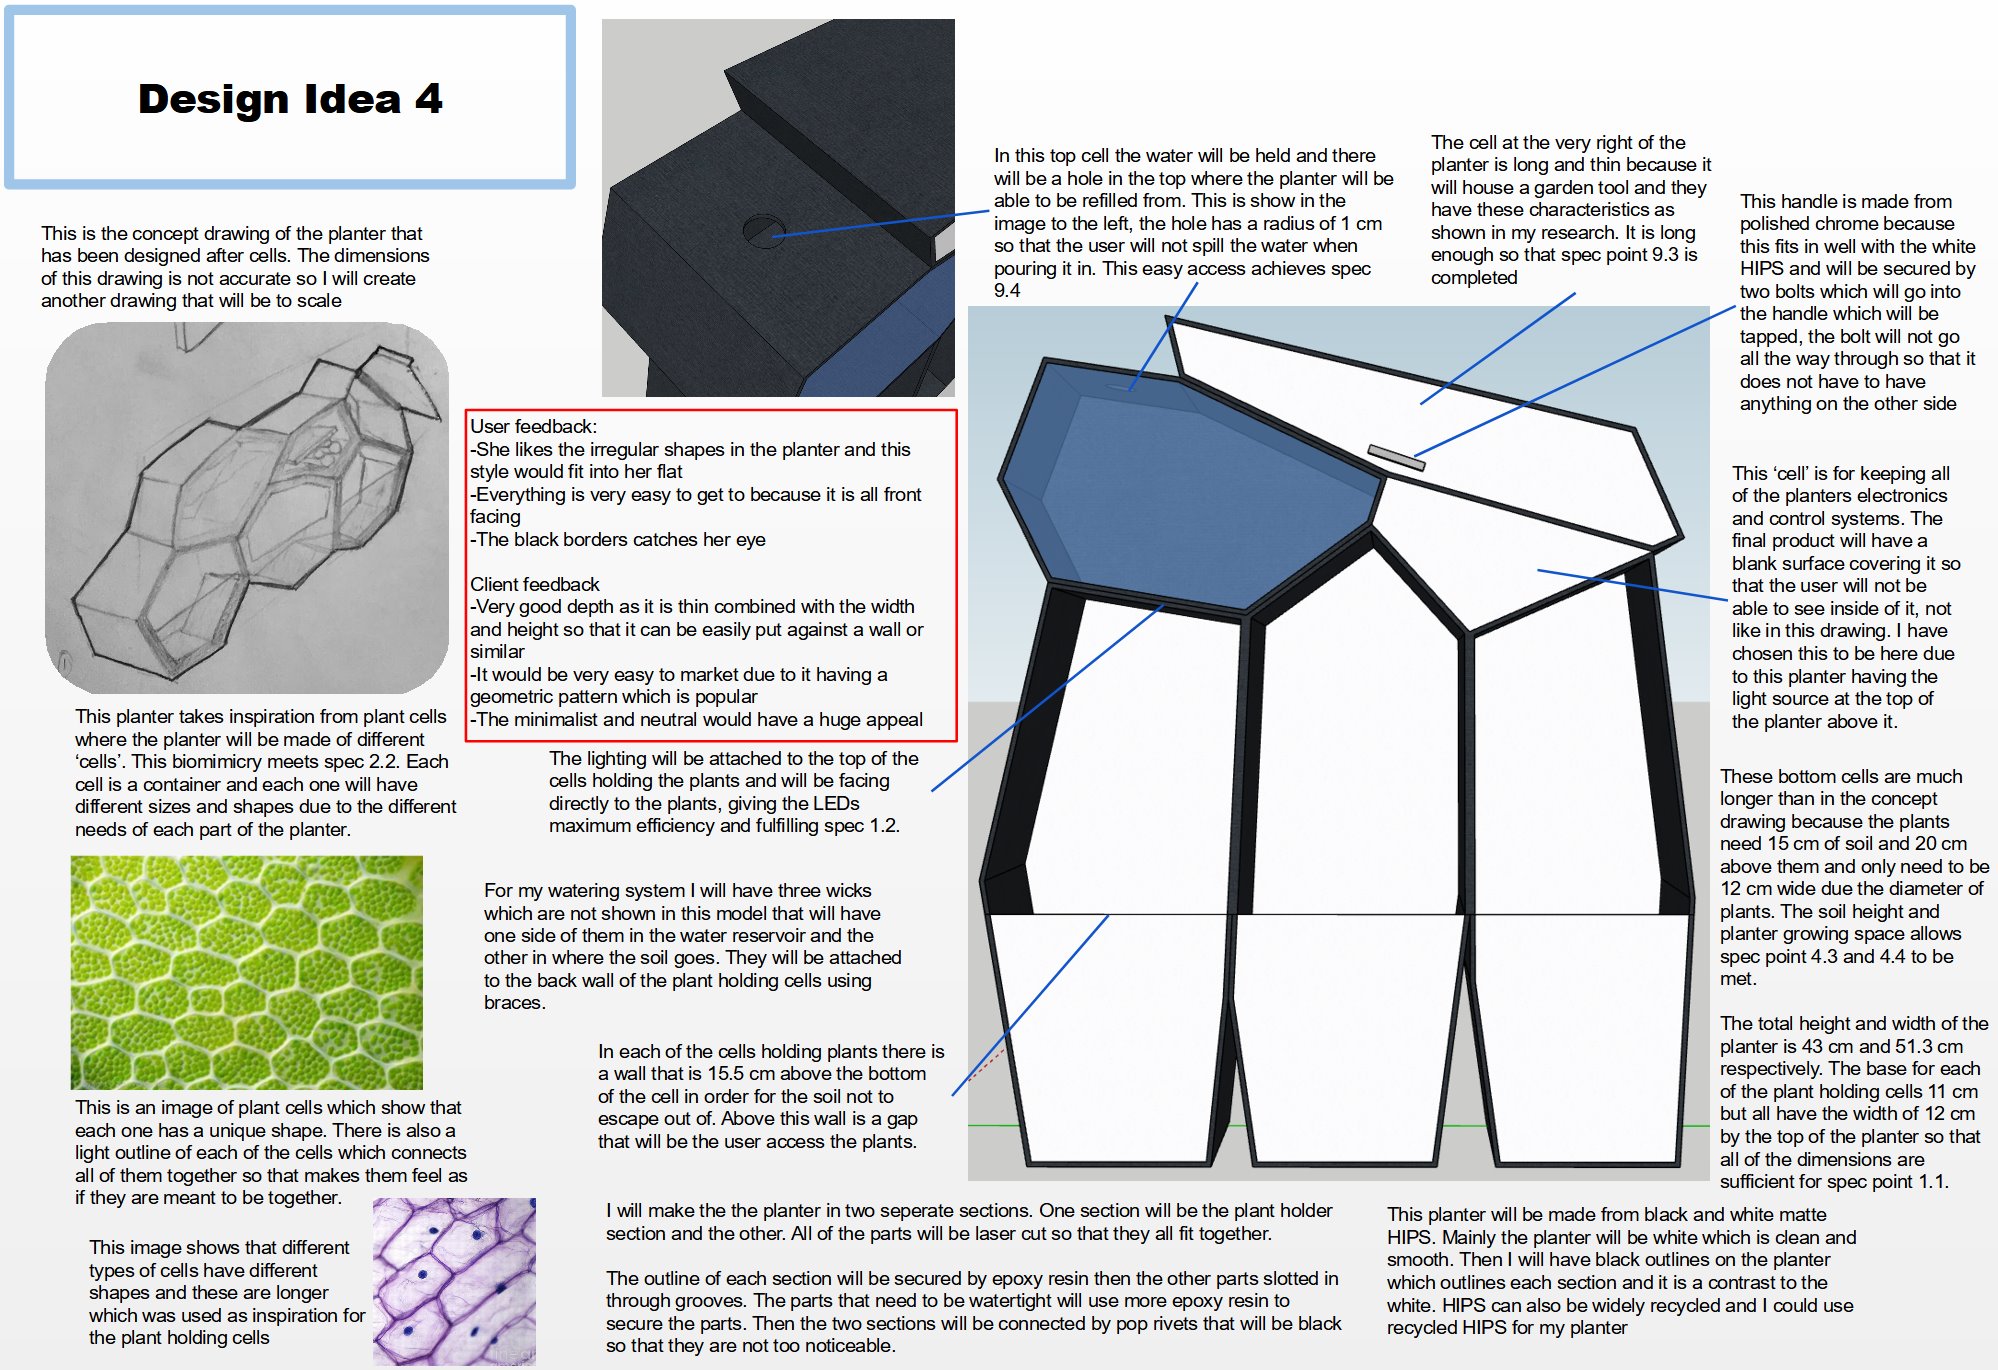 Design Idea 4
This is the concept drawing of the planter that
has been designed after cells. The dimensions
of this drawing is not accurate so I will create
another drawing that will be to scale
This planter takes inspiration from plant cells
where the planter will be made of different
‘cells’. This biomimicry meets spec 2.2. Each
cell is a container and each one will have
different sizes and shapes due to the different
needs of each part of the planter.
This is an image of plant cells which show that
each one has a unique shape. There is also a
light outline of each of the cells which connects
all of them together so that makes them feel as
if they are meant to be together.
This image shows that different
types of cells have different
shapes and these are longer
which was used as inspiration for
the plant holding cells
User feedback:
-She likes the irregular shapes in the planter and this
style would fit into her flat
-Everything is very easy to get to because it is all front
facing
-The black borders catches her eye
Client feedback
-Very good depth as it is thin combined with the width
and height so that it can be easily put against a wall or
similar
-It would be very easy to market due to it having a
geometric pattern which is popular
-The minimalist and neutral would have a huge appeal
The lighting will be attached to the top of the
cells holding the plants and will be facing
directly to the plants, giving the LEDs
maximum efficiency and fulfilling spec 1.2.
For my watering system I will have three wicks
which are not shown in this model that will have
one side of them in the water reservoir and the
other in where the soil goes. They will be attached
to the back wall of the plant holding cells using
braces.
In each of the cells holding plants there is
a wall that is 15.5 cm above the bottom
of the cell in order for the soil not to
escape out of. Above this wall is a gap
that will be the user access the plants.
I will make the the planter in two seperate sections. One section will be the plant holder
section and the other. All of the parts will be laser cut so that they all fit together.
The outline of each section will be secured by epoxy resin then the other parts slotted in
through grooves. The parts that need to be watertight will use more epoxy resin to
secure the parts. Then the two sections will be connected by pop rivets that will be black
so that they are not too noticeable.
In this top cell the water will be held and there
will be a hole in the top where the planter will be
able to be refilled from. This is show in the
image to the left, the hole has a radius of 1 cm
so that the user will not spill the water when
pouring it in. This easy access achieves spec
9.4
The cell at the very right of the
planter is long and thin because it
will house a garden tool and they
have these characteristics as
shown in my research. It is long
enough so that spec point 9.3 is
completed
This handle is made from
polished chrome because
this fits in well with the white
HIPS and will be secured by
two bolts which will go into
the handle which will be
tapped, the bolt will not go
all the way through so that it
does not have to have
anything on the other side
This ‘cell’ is for keeping all
of the planters electronics
and control systems. The
final product will have a
blank surface covering it so
that the user will not be
able to see inside of it, not
like in this drawing. I have
chosen this to be here due
to this planter having the
light source at the top of
the planter above it.
These bottom cells are much
longer than in the concept
drawing because the plants
need 15 cm of soil and 20 cm
above them and only need to be
12 cm wide due the diameter of
plants. The soil height and
planter growing space allows
spec point 4.3 and 4.4 to be
met.
The total height and width of the
planter is 43 cm and 51.3 cm
respectively. The base for each
of the plant holding cells 11 cm
but all have the width of 12 cm
by the top of the planter so that
all of the dimensions are
sufficient for spec point 1.1.
This planter will be made from black and white matte
HIPS. Mainly the planter will be white which is clean and
smooth. Then I will have black outlines on the planter
which outlines each section and it is a contrast to the
white. HIPS can also be widely recycled and I could use
recycled HIPS for my planter